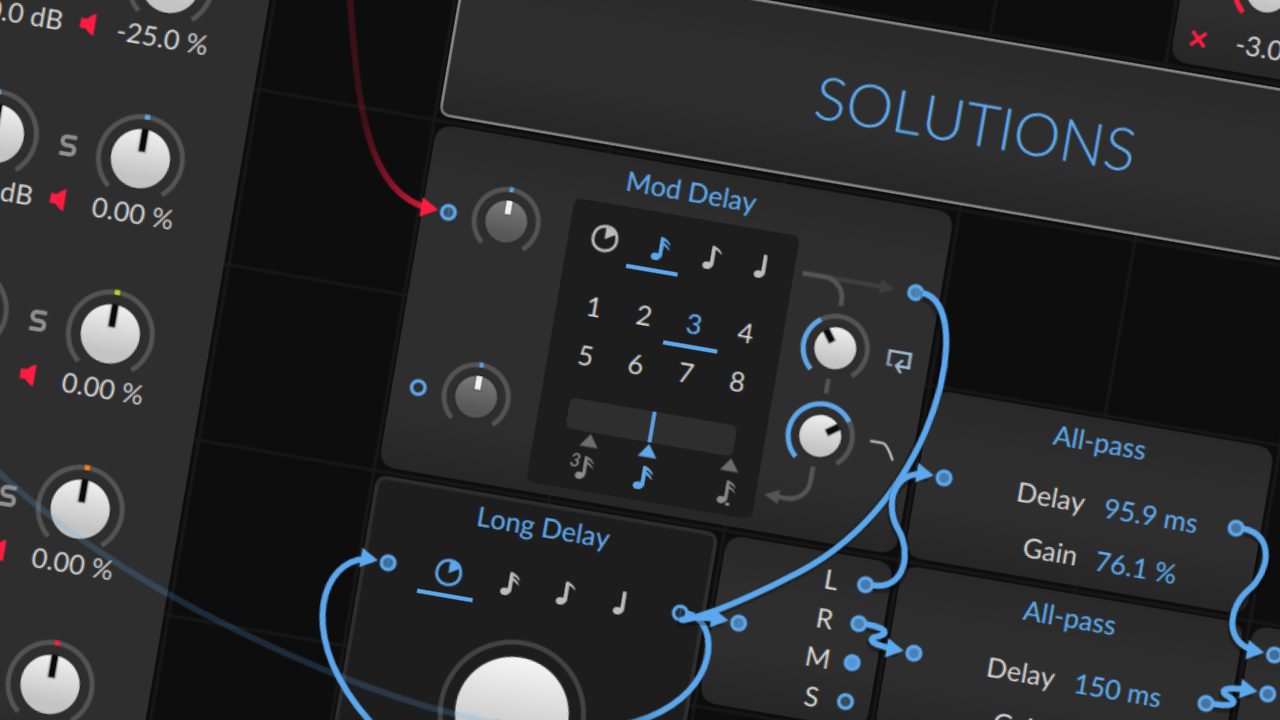 .0 dB
-25.0 %
S
dB
0.00 %
S
0.00 %
S
0.00 %
-3.0
SOLUTIONS
Mod Delay
1 2 3 4
5 6 7 8
3
Long Delay
L
R
M
S
All-pass
Delay 95.9 ms
Gain 76.1 %
All-pass
Delay 150 ms